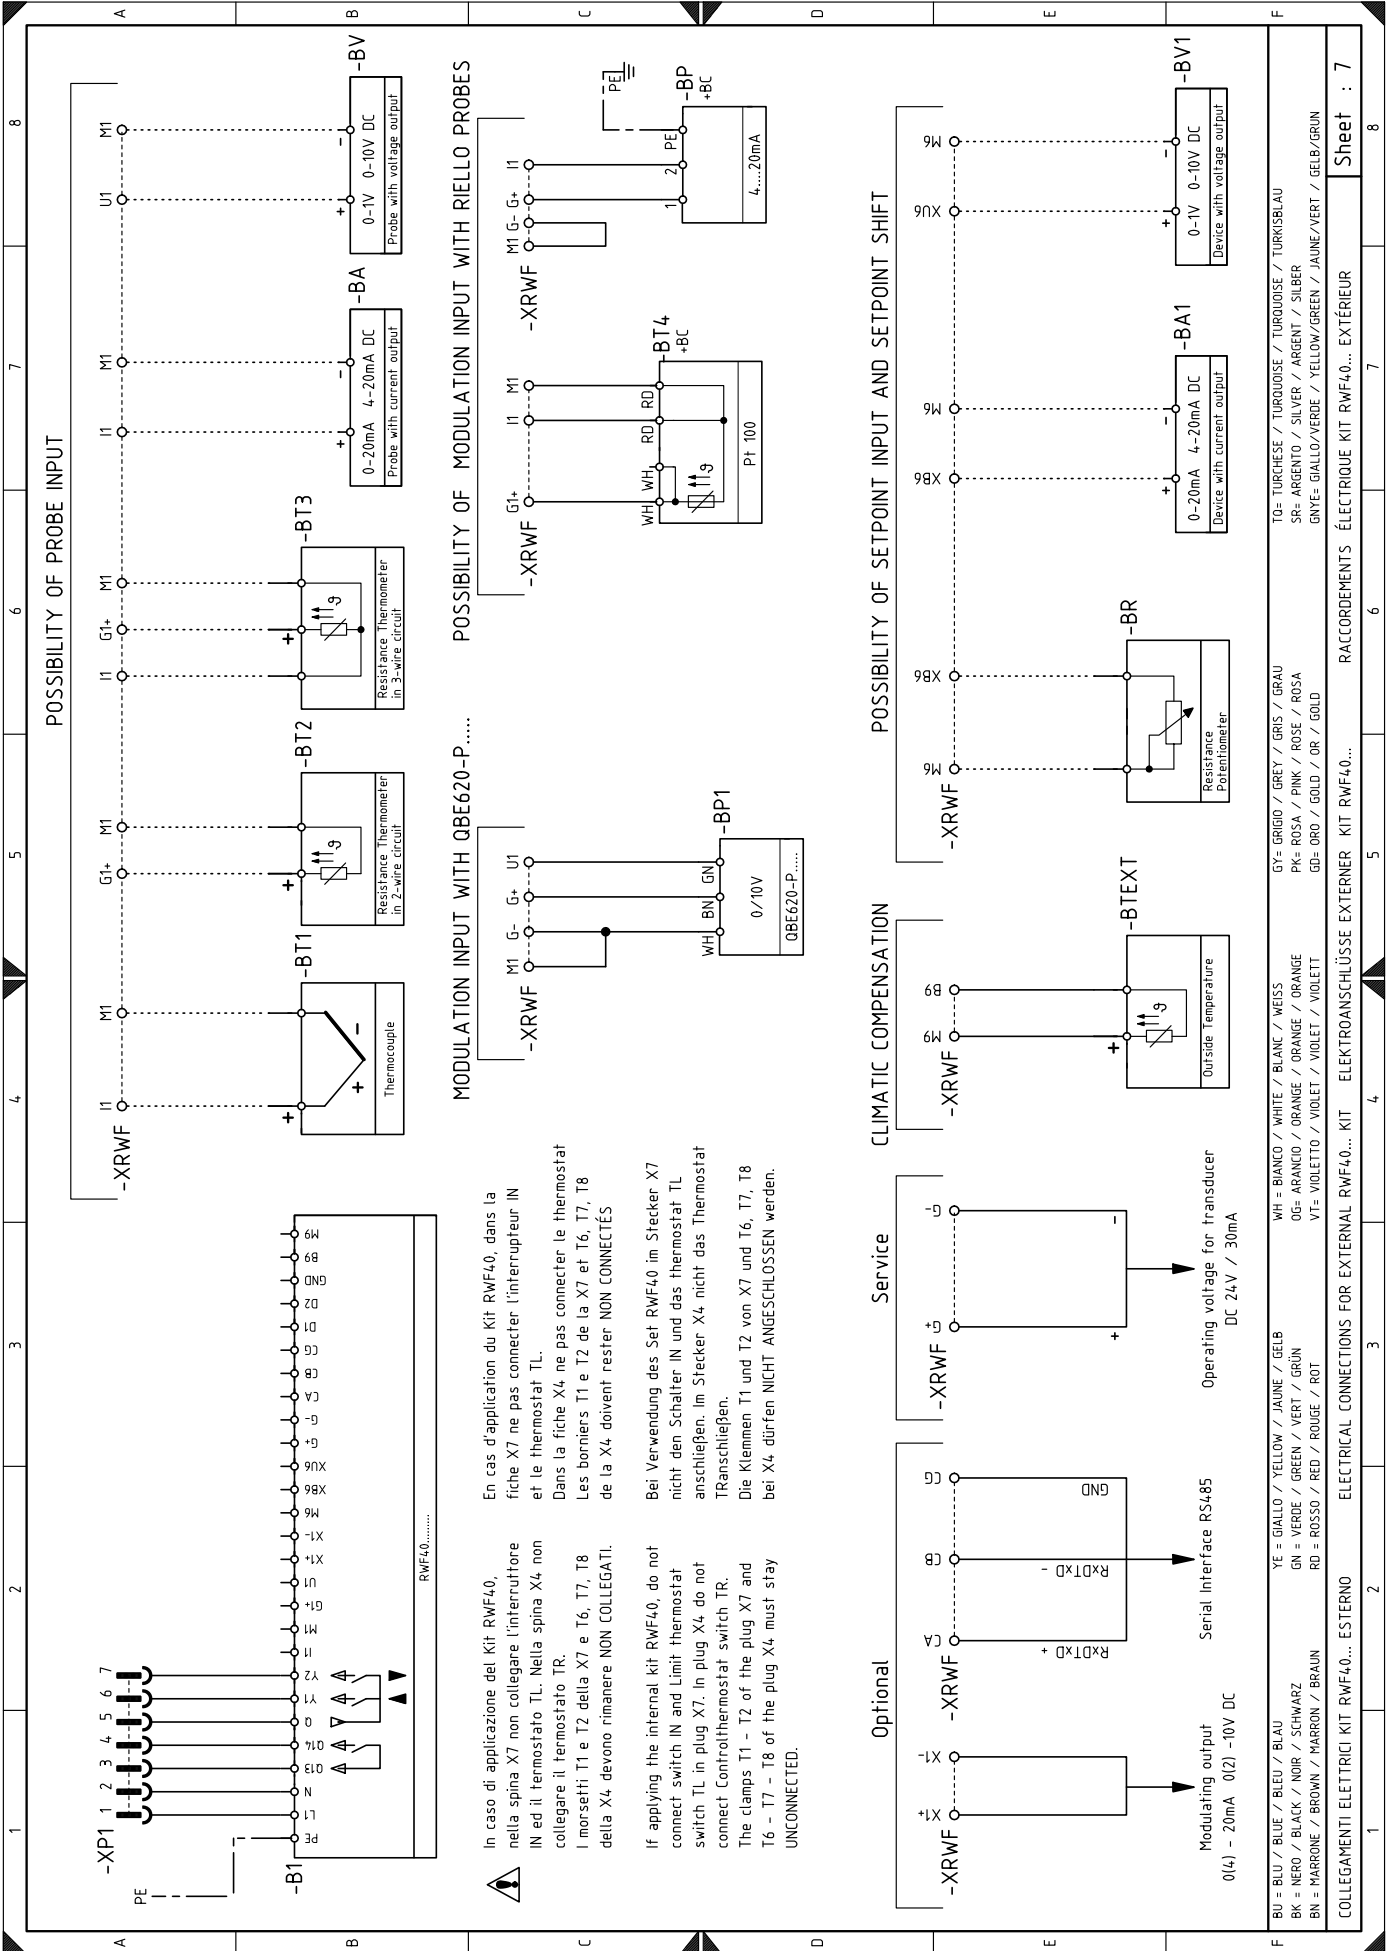 1 2 3 4 5 6 7 8
A
B
C
D
E
F
-XP1
1 2 3 4 5 6 7
PE
-B1
PE L1 N Q13 Q14 Q Y1 Y2 I1 M1 G1+ U1 X1+ X1- M6 XB6 XU6 G+ G- CA CB CG D1 D2 GND B9 M9
RWF40.........
POSSIBILITY OF PROBE INPUT
-XRWF
I1 M1 G1+ M1 I1 G1+ M1 I1 M1 U1 M1
-BT1
+
+ -
Thermocouple
-BT2
+
ϑ
Resistance Thermometer
in 2-wire circuit
-BT3
+
ϑ
Resistance Thermometer
in 3-wire circuit
-BA
+ -
0-20mA 4-20mA DC
Probe with current output
-BV
+ -
0-1V 0-10V DC
Probe with voltage output
In caso di applicazione del Kit RWF40,
nella spina X7 non collegare l'interruttore
IN ed il termostato TL. Nella spina X4 non
collegare il termostato TR.
I morsetti T1 e T2 della X7 e T6, T7, T8
della X4 devono rimanere NON COLLEGATI.
If applying the internal kit RWF40, do not
connect switch IN and Limit thermostat
switch TL in plug X7. In plug X4 do not
connect Controlthermostat switch TR.
The clamps T1 - T2 of the plug X7 and
T6 - T7 - T8 of the plug X4 must stay
UNCONNECTED.
En cas d'application du Kit RWF40, dans la
fiche X7 ne pas connecter l'interrupteur IN
et le thermostat TL.
Dans la fiche X4 ne pas connecter le thermostat
Les borniers T1 e T2 de la X7 et T6, T7, T8
de la X4 doivent rester NON CONNECTÉS
Bei Verwendung des Set RWF40 im Stecker X7
nicht den Schalter IN und das thermostat TL
anschließen. Im Stecker X4 nicht das Thermostat
TRanschließen.
Die Klemmen T1 und T2 von X7 und T6, T7, T8
bei X4 dürfen NICHT ANGESCHLOSSEN werden.
MODULATION INPUT WITH QBE620-P.....
-XRWF
M1 G- G+ U1
WH BN GN
-BP1
0/10V
QBE620-P.....
POSSIBILITY OF MODULATION INPUT WITH RIELLO PROBES
-XRWF
G1+ I1 M1
WH WH RD RD
-BT4
+BC
ϑ
Pt 100
-XRWF
M1 G- G+ I1
PE
1 2 PE
-BP
+BC
4....20mA
Optional
-XRWF
X1+ X1-
Modulating output
0(4) - 20mA 0(2) -10V DC
-XRWF
CA CB CG
RxDTxD +
RxDTxD -
GND
Serial Interface RS485
Service
-XRWF
G+ G-
+ -
Operating voltage for transducer
DC 24V / 30mA
CLIMATIC COMPENSATION
-XRWF
M9 B9
-BTEXT
+
ϑ
Outside Temperature
POSSIBILITY OF SETPOINT INPUT AND SETPOINT SHIFT
-XRWF
M6 XB6 XB6 M6 XU6 M6
-BR
Resistance
Potentiometer
-BA1
+ -
0-20mA 4-20mA DC
Device with current output
-BV1
+ -
0-1V 0-10V DC
Device with voltage output
BU = BLU / BLUE / BLEU / BLAU
BK = NERO / BLACK / NOIR / SCHWARZ
BN = MARRONE / BROWN / MARRON / BRAUN
YE = GIALLO / YELLOW / JAUNE / GELB
GN = VERDE / GREEN / VERT / GRÜN
RD = ROSSO / RED / ROUGE / ROT
WH = BIANCO / WHITE / BLANC / WEISS
OG= ARANCIO / ORANGE / ORANGE / ORANGE
VT= VIOLETTO / VIOLET / VIOLET / VIOLETT
GY= GRIGIO / GREY / GRIS / GRAU
PK= ROSA / PINK / ROSE / ROSA
GD= ORO / GOLD / OR / GOLD
TQ= TURCHESE / TURQUOISE / TURQUOISE / TURKISBLAU
SR= ARGENTO / SILVER / ARGENT / SILBER
GNYE= GIALLO/VERDE / YELLOW/GREEN / JAUNE/VERT / GELB/GRUN
COLLEGAMENTI ELETTRICI KIT RWF40... ESTERNO
ELECTRICAL CONNECTIONS FOR EXTERNAL RWF40... KIT
ELEKTROANSCHLÜSSE EXTERNER KIT RWF40...
RACCORDEMENTS ÉLECTRIQUE KIT RWF40... EXTÉRIEUR
Sheet : 7
1 2 3 4 5 6 7 8
A
B
C
D
E
F